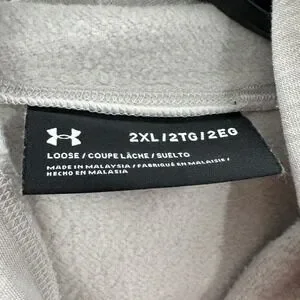 2XL/2TG/2EG
LOOSE / COUPE LÂCHE / SUELTO
MADE IN MALAYSIA / FABRIQUÉ EN MALAISIE /
HECHO EN MALASIA